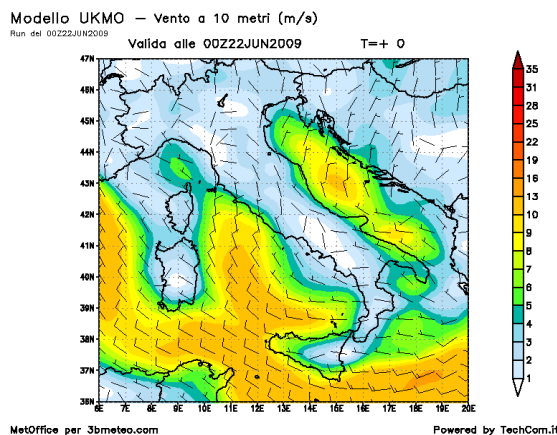 Modello UKMO – Vento a 10 metri (m/s)
Run del 00Z22JUN2009
Valida alle 00Z22JUN2009 T=+ 0
47N
46N
45N
44N
43N
42N
41N
40N
39N
38N
37N
36N
35N
6E 7E 8E 9E 10E 11E 12E 13E 14E 15E 16E 17E 18E 19E 20E
35
31
28
25
22
19
16
13
10
9
8
7
6
5
4
3
2
1
MetOffice per 3bmeteo.com Powered by TechCom.it